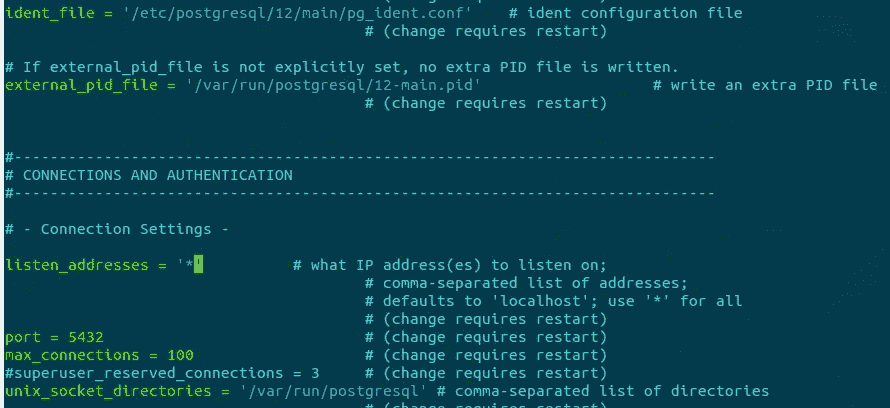 ident_file = '/etc/postgresql/12/main/pg_ident.conf'    # ident configuration file
                                        # (change requires restart)
# If external_pid_file is not explicitly set, no extra PID file is written.
external_pid_file = '/var/run/postgresql/12-main.pid'                   # write an extra PID file
                                        # (change requires restart)
#------------------------------------------------------------------------------
# CONNECTIONS AND AUTHENTICATION
#------------------------------------------------------------------------------
# - Connection Settings -
listen_addresses = '*'          # what IP address(es) to listen on;
                                        # comma-separated list of addresses;
                                        # defaults to 'localhost'; use '*' for all
                                        # (change requires restart)
port = 5432                             # (change requires restart)
max_connections = 100                   # (change requires restart)
#superuser_reserved_connections = 3     # (change requires restart)
unix_socket_directories = '/var/run/postgresql' # comma-separated list of directories